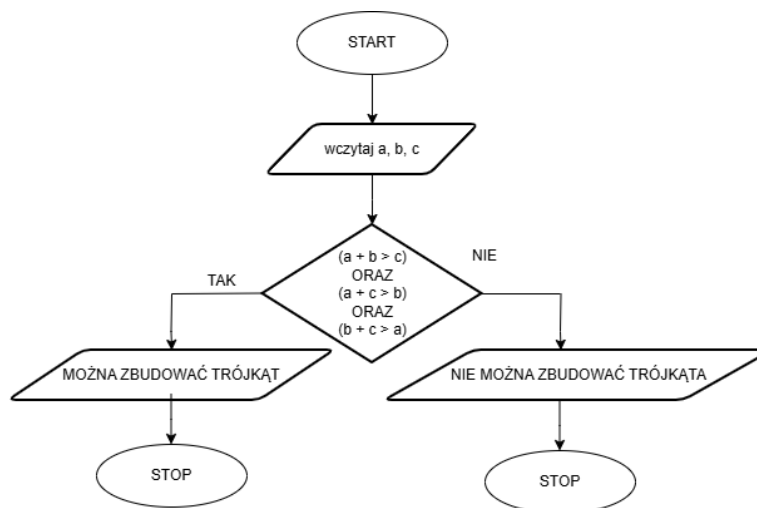 START
wczytaj a, b, c
(a + b > c)
ORAZ
(a + c > b)
ORAZ
(b + c > a)
TAK
NIE
MOŻNA ZBUDOWAĆ TRÓJKĄT
NIE MOŻNA ZBUDOWAĆ TRÓJKĄTA
STOP
STOP